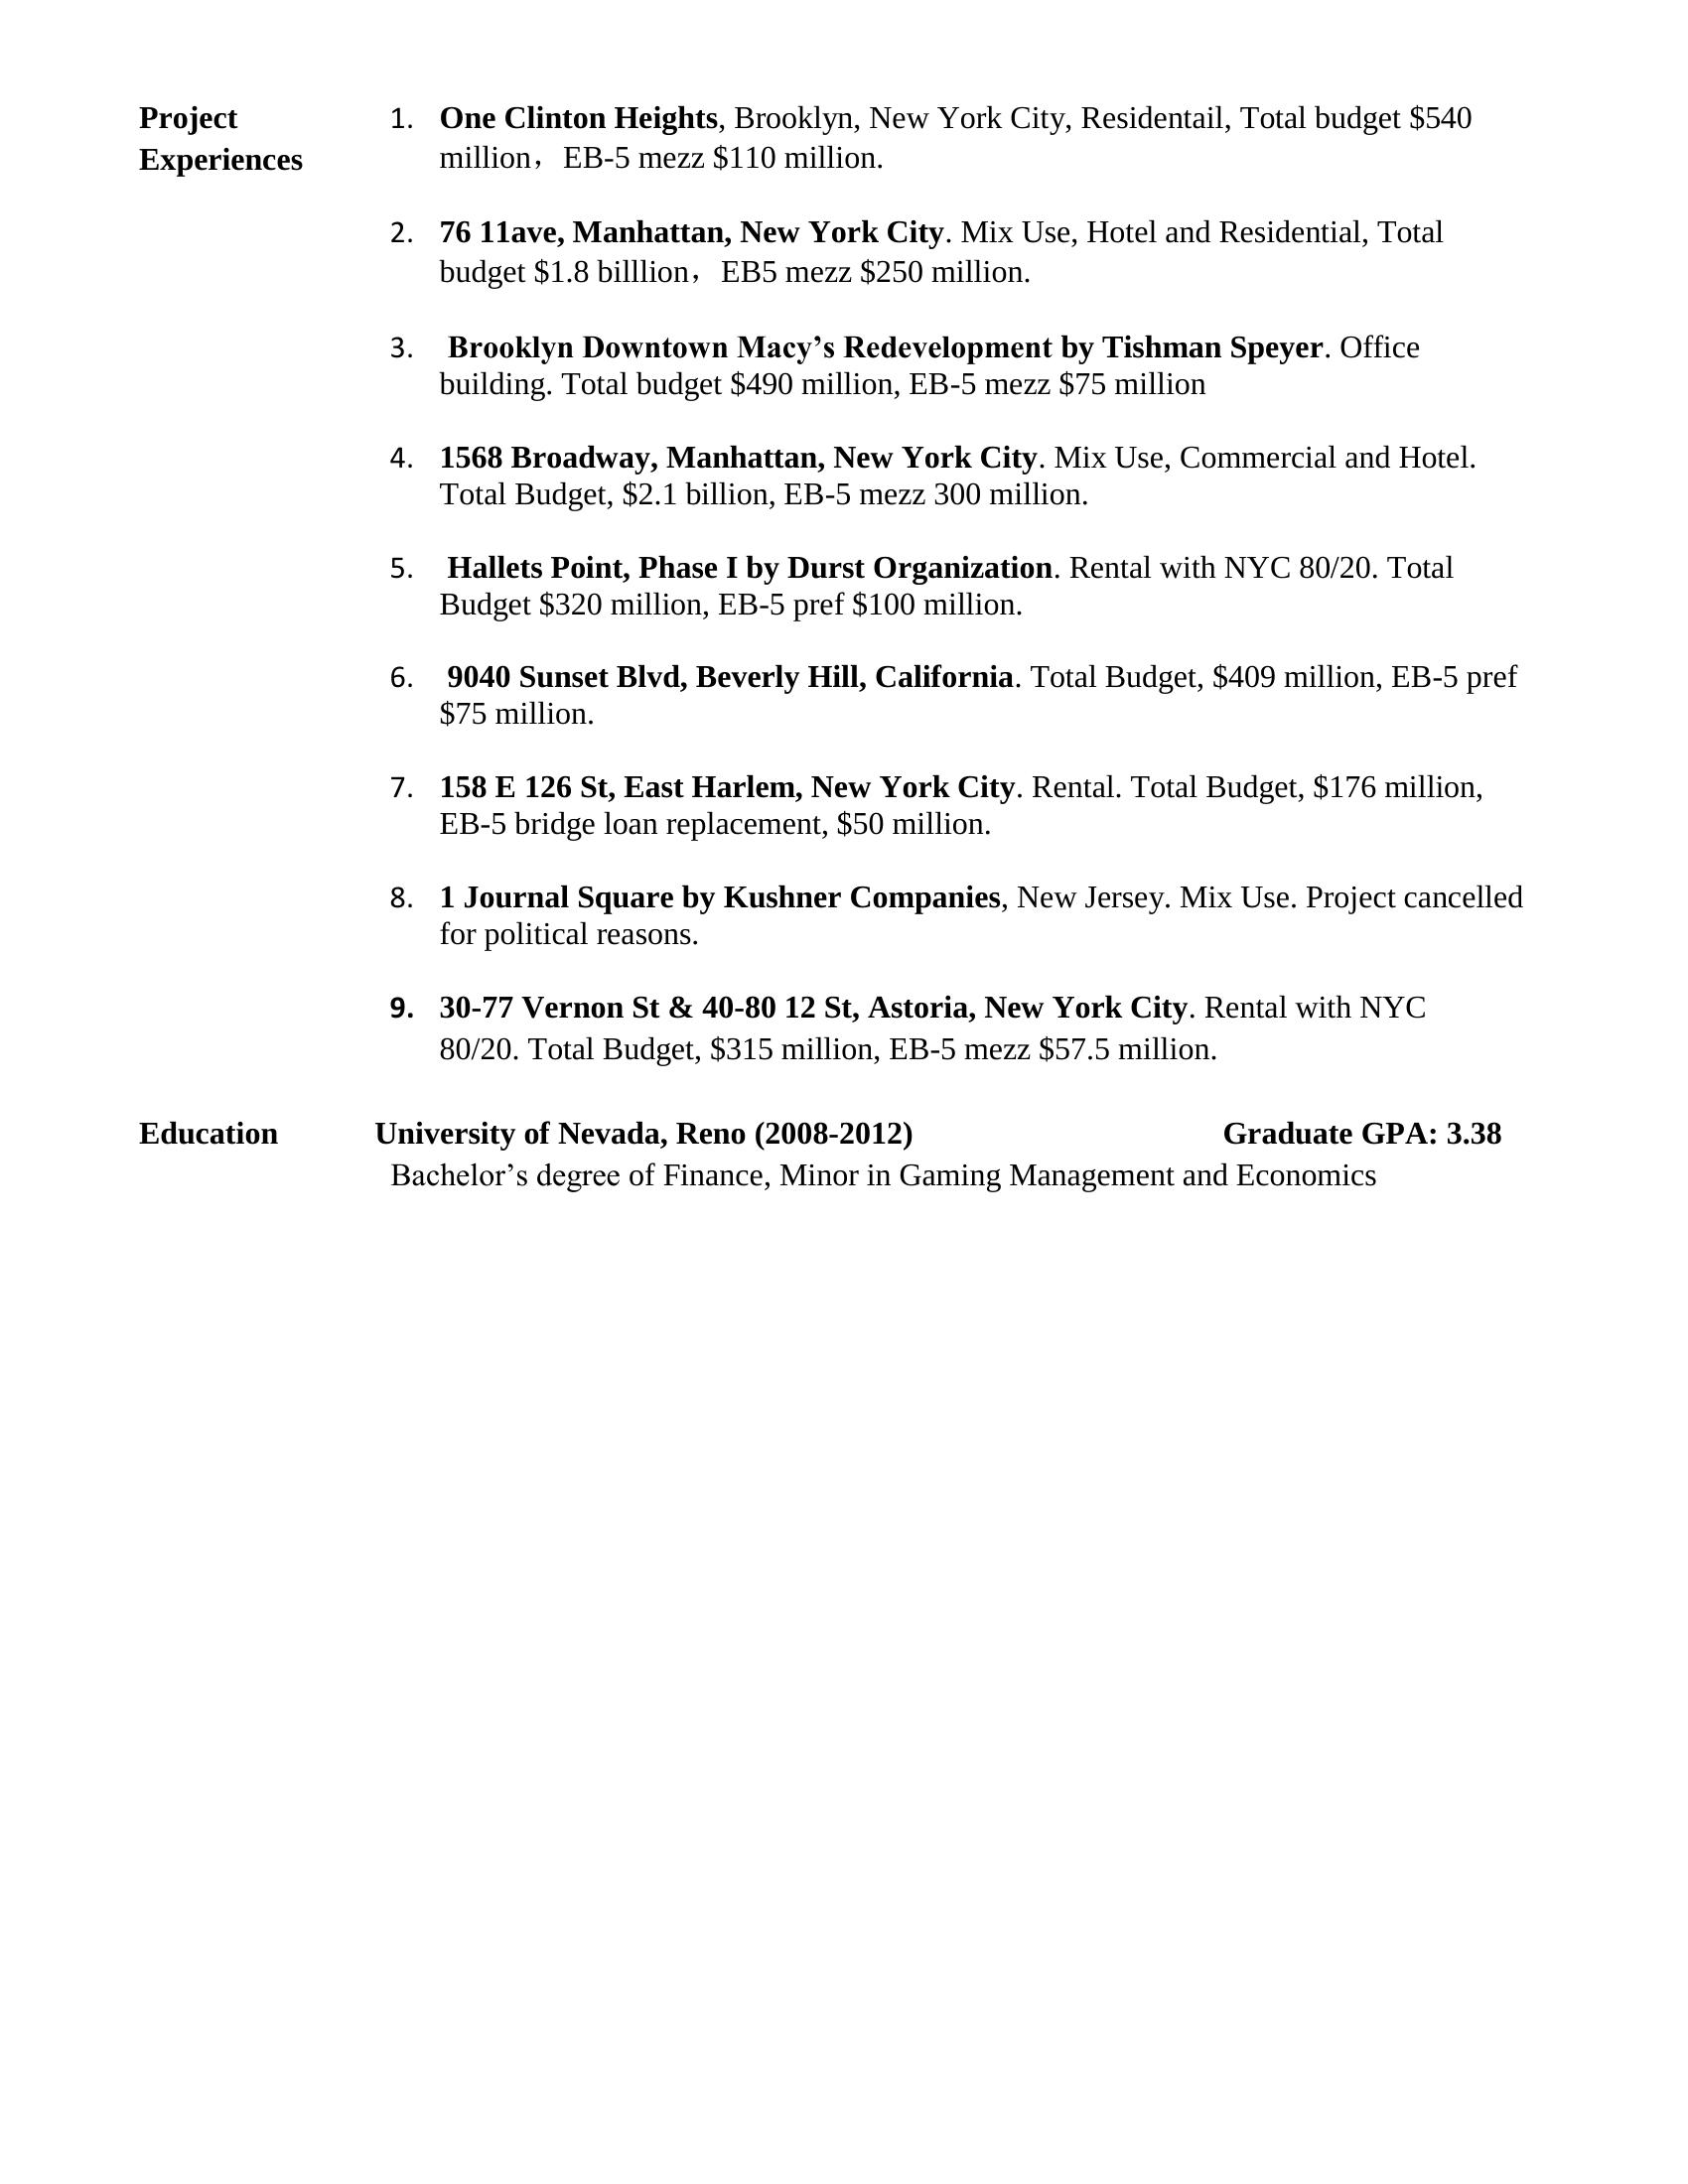 Project Experiences
1. One Clinton Heights, Brooklyn, New York City, Residentail, Total budget $540
million，EB-5 mezz $110 million.
2. 76 11ave, Manhattan, New York City. Mix Use, Hotel and Residential, Total
budget $1.8 billlion，EB5 mezz $250 million.
3. Brooklyn Downtown Macy’s Redevelopment by Tishman Speyer. Office
building. Total budget $490 million, EB-5 mezz $75 million
4. 1568 Broadway, Manhattan, New York City. Mix Use, Commercial and Hotel.
Total Budget, $2.1 billion, EB-5 mezz 300 million.
5. Hallets Point, Phase I by Durst Organization. Rental with NYC 80/20. Total
Budget $320 million, EB-5 pref $100 million.
6. 9040 Sunset Blvd, Beverly Hill, California. Total Budget, $409 million, EB-5 pref
$75 million.
7. 158 E 126 St, East Harlem, New York City. Rental. Total Budget, $176 million,
EB-5 bridge loan replacement, $50 million.
8. 1 Journal Square by Kushner Companies, New Jersey. Mix Use. Project cancelled
for political reasons.
9. 30-77 Vernon St & 40-80 12 St, Astoria, New York City. Rental with NYC
80/20. Total Budget, $315 million, EB-5 mezz $57.5 million.
Education University of Nevada, Reno (2008-2012) Graduate GPA: 3.38
Bachelor’s degree of Finance, Minor in Gaming Management and Economics